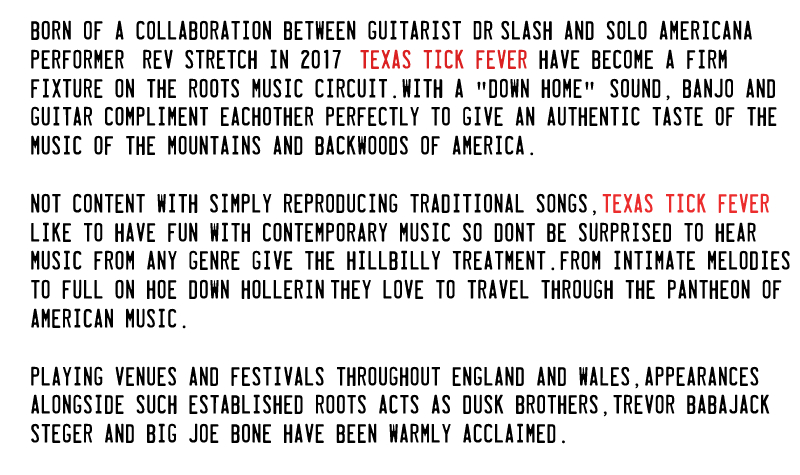 BORN OF A COLLABORATION BETWEEN GUITARIST DR SLASH AND SOLO AMERICANA
PERFORMER REV STRETCH IN 2017 TEXAS TICK FEVER HAVE BECOME A FIRM
FIXTURE ON THE ROOTS MUSIC CIRCUIT.WITH A "DOWN HOME" SOUND, BANJO AND
GUITAR COMPLIMENT EACHOTHER PERFECTLY TO GIVE AN AUTHENTIC TASTE OF THE
MUSIC OF THE MOUNTAINS AND BACKWOODS OF AMERICA.
NOT CONTENT WITH SIMPLY REPRODUCING TRADITIONAL SONGS,TEXAS TICK FEVER
LIKE TO HAVE FUN WITH CONTEMPORARY MUSIC SO DONT BE SURPRISED TO HEAR
MUSIC FROM ANY GENRE GIVE THE HILLBILLY TREATMENT.FROM INTIMATE MELODIES
TO FULL ON HOE DOWN HOLLERIN THEY LOVE TO TRAVEL THROUGH THE PANTHEON OF
AMERICAN MUSIC.
PLAYING VENUES AND FESTIVALS THROUGHOUT ENGLAND AND WALES,APPEARANCES
ALONGSIDE SUCH ESTABLISHED ROOTS ACTS AS DUSK BROTHERS,TREVOR BABAJACK
STEGER AND BIG JOE BONE HAVE BEEN WARMLY ACCLAIMED.